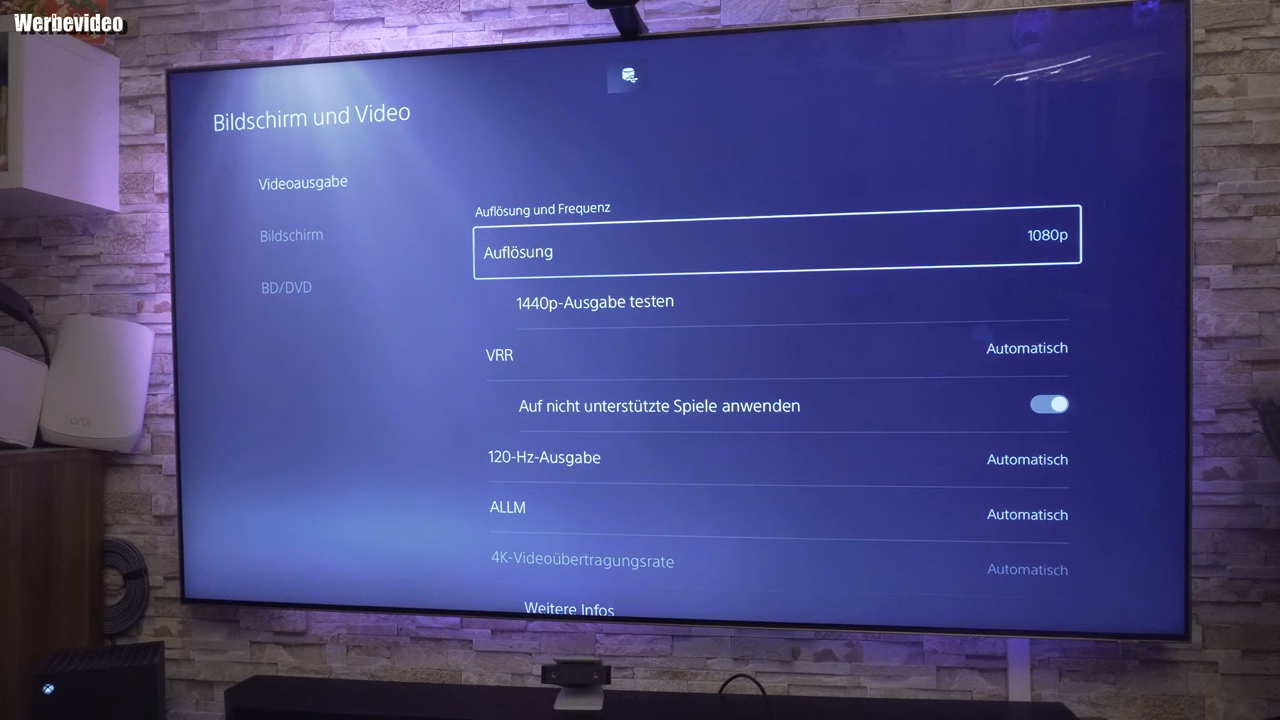 Werbevideo
Bildschirm und Video
Videoausgabe
Bildschirm
BD/DVD
Auflösung und Frequenz
Auflösung 1080p
1440p-Ausgabe testen
VRR Automatisch
Auf nicht unterstützte Spiele anwenden
120-Hz-Ausgabe Automatisch
ALLM Automatisch
4K-Videoübertragungsrate Automatisch
Weitere Infos
orbi